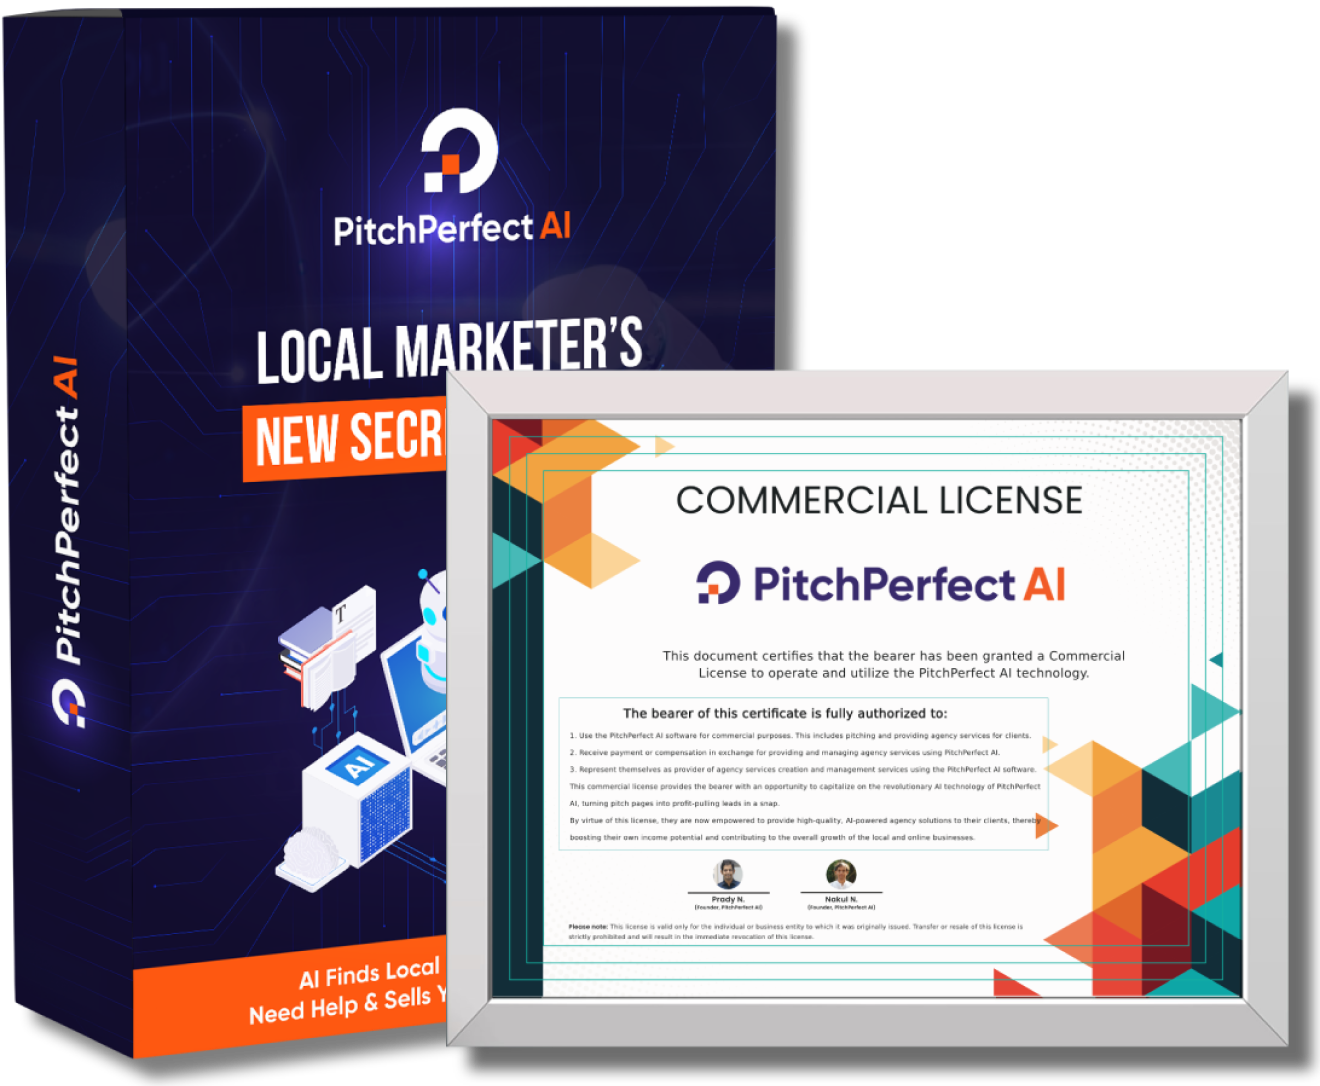 PitchPerfect AI
PitchPerfect AI
LOCAL MARKETER'S
NEW SECR
T
AI
AI Finds Local
Need Help & Sells
COMMERCIAL LICENSE
PitchPerfect AI
This document certifies that the bearer has been granted a Commercial
License to operate and utilize the PitchPerfect AI technology.
The bearer of this certificate is fully authorized to:
1. Use the PitchPerfect AI software for commercial purposes. This includes pitching and providing agency services for clients.
2. Receive payment or compensation in exchange for providing and managing agency services using PitchPerfect AI.
3. Represent themselves as provider of agency services creation and management services using the PitchPerfect AI software.
This commercial license provides the bearer with an opportunity to capitalize on the revolutionary AI technology of PitchPerfect
AI, turning pitch pages into profit-pulling leads in a snap.
By virtue of this license, they are now empowered to provide high-quality, AI-powered agency solutions to their clients, thereby
boosting their own income potential and contributing to the overall growth of the local and online businesses.
Prady N.
(Founder, PitchPerfect AI)
Nakul N.
(Founder, PitchPerfect AI)
Please note: This license is valid only for the individual or business entity to which it was originally issued. Transfer or resale of this license is
strictly prohibited and will result in the immediate revocation of this license.